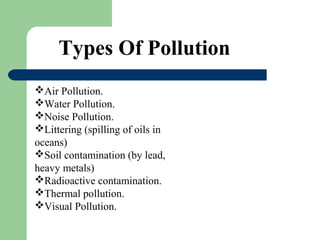 Types Of Pollution
❖Air Pollution.
❖Water Pollution.
❖Noise Pollution.
❖Littering (spilling of oils in
oceans)
❖Soil contamination (by lead,
heavy metals)
❖Radioactive contamination.
❖Thermal pollution.
❖Visual Pollution.